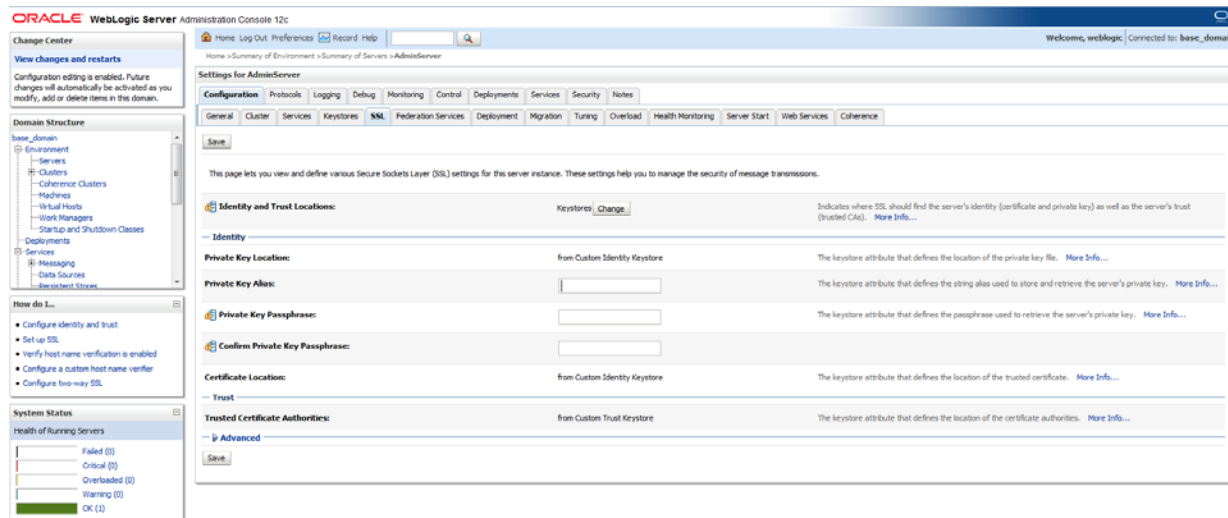 ORACLE WebLogic Server Administration Console 12c
Change Center
View changes and restarts
Configuration editing is enabled. Future
changes will automatically be activated as you
modify, add or delete items in this domain.
Domain Structure
base_domain
Environment
Servers
Clusters
Coherence Clusters
Machines
Virtual Hosts
Work Managers
Startup and Shutdown Classes
Deployments
Services
Messaging
Data Sources
Persistent Stores
How do I...
Configure identity and trust
Set up SSL
Verify host name verification is enabled
Configure a custom host name verifier
Configure two-way SSL
System Status
Health of Running Servers
Failed (0)
Critical (0)
Overloaded (0)
Warning (0)
OK (1)
Home Log Out Preferences Record Help
Welcome, weblogic Connected to: base_domai
Home >Summary of Environment >Summary of Servers >AdminServer
Settings for AdminServer
Configuration Protocols Logging Debug Monitoring Control Deployments Services Security Notes
General Cluster Services Keystores SSL Federation Services Deployment Migration Tuning Overload Health Monitoring Server Start Web Services Coherence
Save
This page lets you view and define various Secure Sockets Layer (SSL) settings for this server instance. These settings help you to manage the security of message transmissions.
Identity and Trust Locations: Keystores Change Indicates where SSL should find the server's identity (certificate and private key) as well as the server's trust
(trusted CAs). More Info...
Identity
Private Key Location: from Custom Identity Keystore The keystore attribute that defines the location of the private key file. More Info...
Private Key Alias: The keystore attribute that defines the string alias used to store and retrieve the server's private key. More Info...
Private Key Passphrase: The keystore attribute that defines the passphrase used to retrieve the server's private key. More Info...
Confirm Private Key Passphrase:
Certificate Location: from Custom Identity Keystore The keystore attribute that defines the location of the trusted certificate. More Info...
Trust
Trusted Certificate Authorities: from Custom Trust Keystore The keystore attribute that defines the location of the certificate authorities. More Info...
Advanced
Save